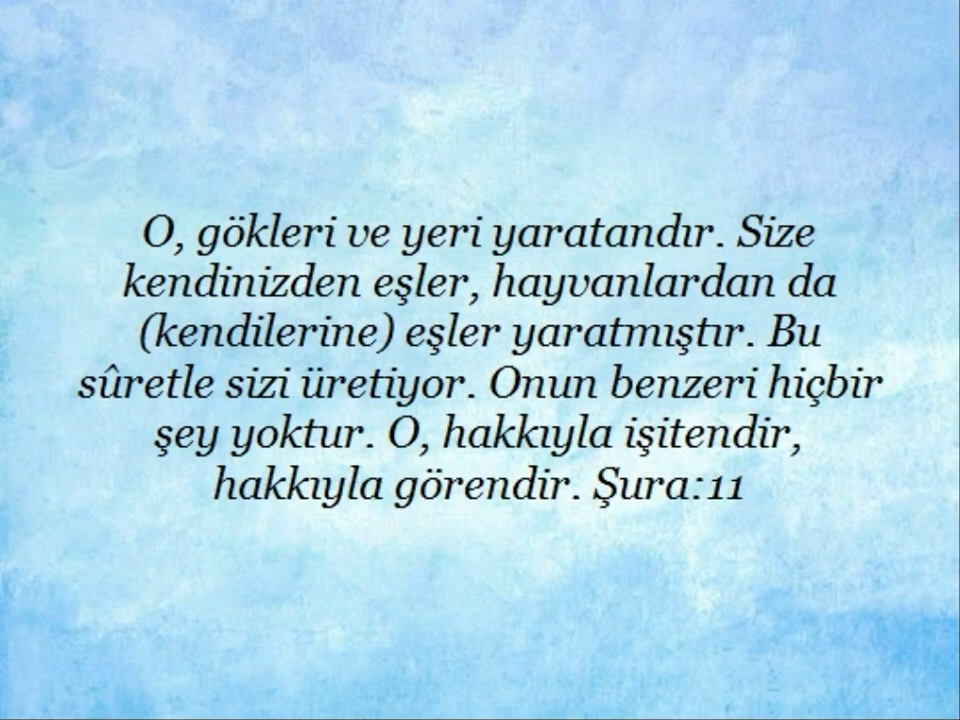 O, gökleri ve yeri yaratandır. Size
kendinizden eşler, hayvanlardan da
(kendilerine) eşler yaratmıştır. Bu
sûretle sizi üretiyor. Onun benzeri hiçbir
şey yoktur. O, hakkıyla işitendir,
hakkıyla görendir. Şura:11